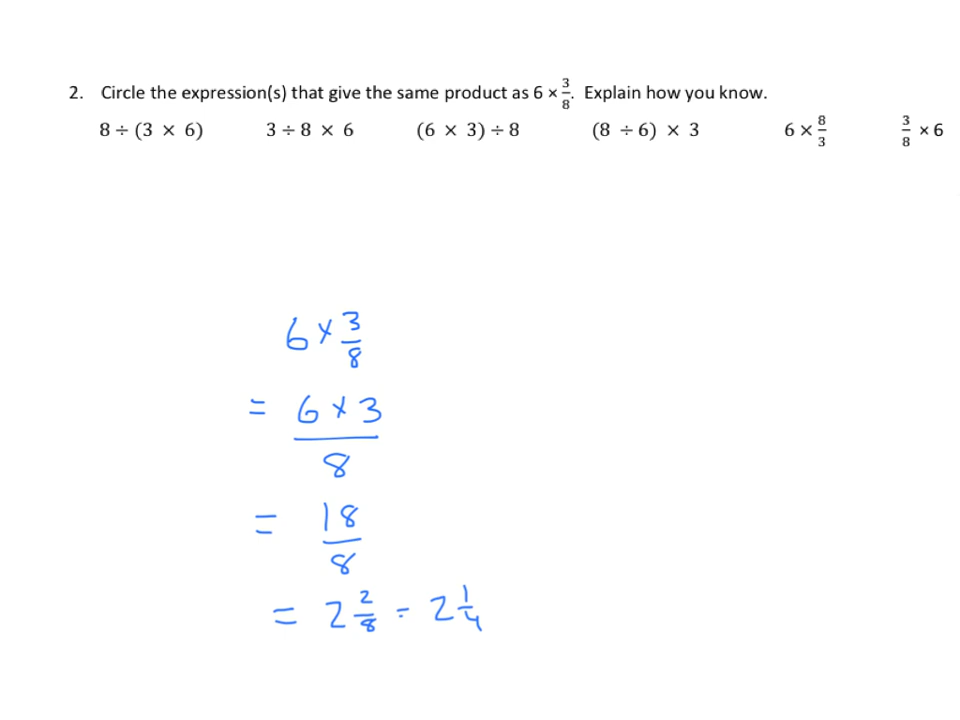 2. Circle the expression(s) that give the same product as 6 × 3/8. Explain how you know.
8 ÷ (3 × 6) 3 ÷ 8 × 6 (6 × 3) ÷ 8 (8 ÷ 6) × 3 6 × 8/3 3/8 × 6
6 × 3/8
= 6 × 3 / 8
= 18/8
= 2 2/8 = 2 1/4